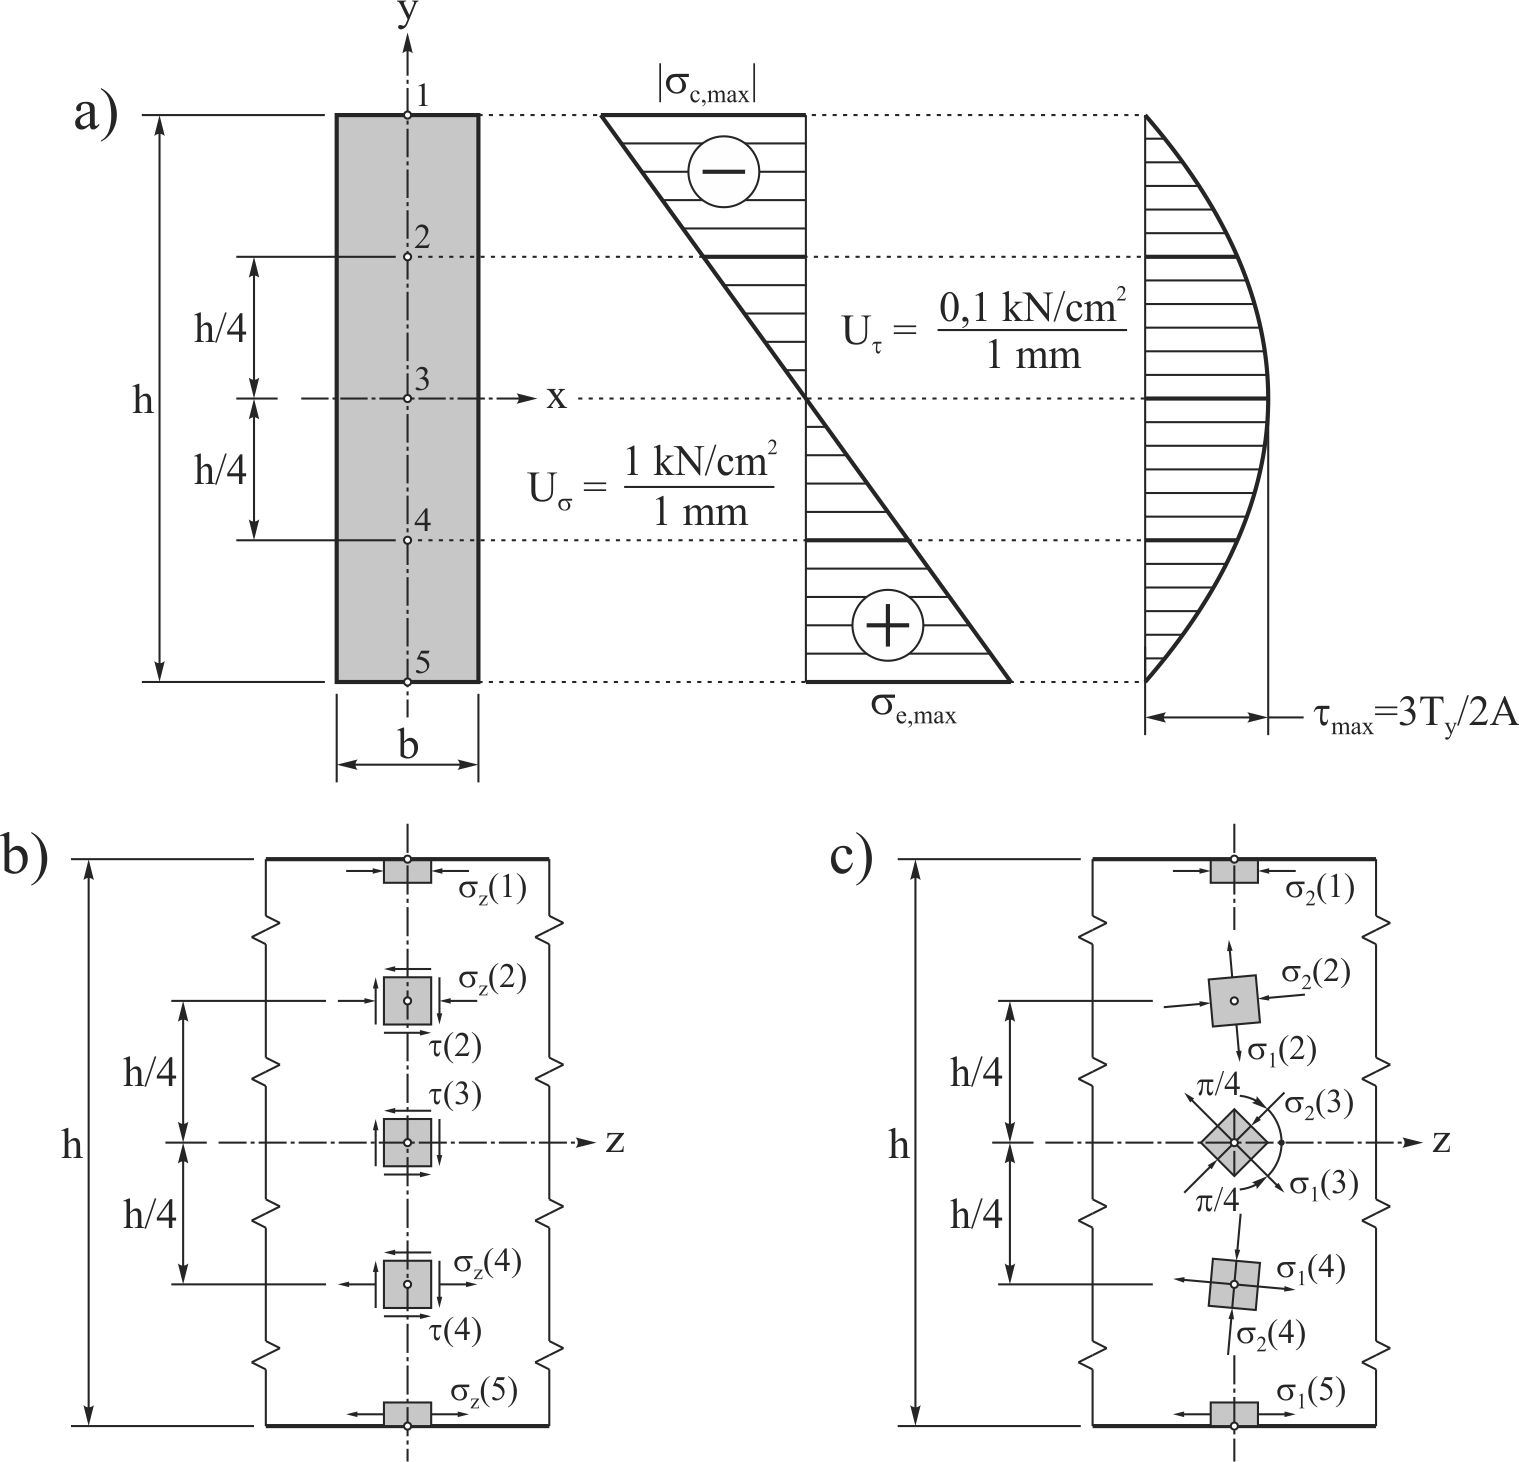 a)
y
1
|σc,max|
2
h/4
3
x
h
h/4
4
5
b
Uσ = 1 kN/cm² / 1 mm
Uτ = 0,1 kN/cm² / 1 mm
σe,max
τmax=3Ty/2A
b)
h
h/4
h/4
σz(1)
σz(2)
τ(2)
τ(3)
z
σz(4)
τ(4)
σz(5)
c)
h
h/4
h/4
σ2(1)
σ2(2)
σ1(2)
π/4
σ2(3)
z
σ1(3)
π/4
σ1(4)
σ2(4)
σ1(5)